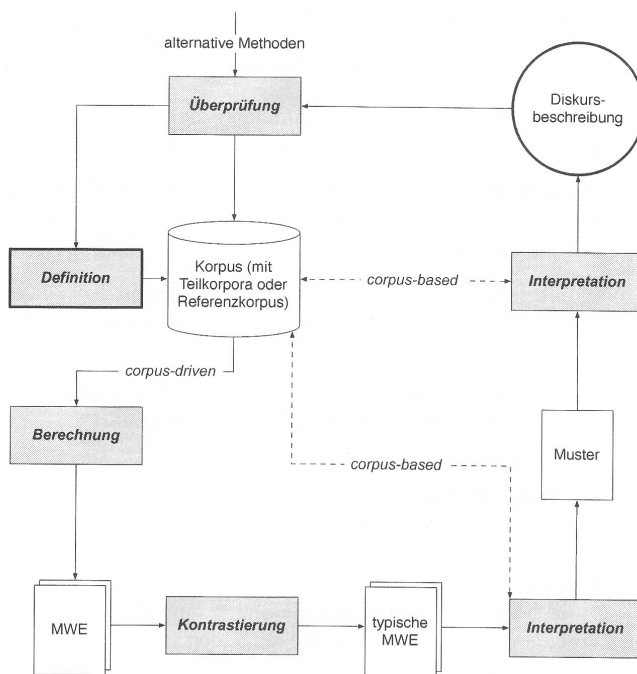 alternative Methoden
Überprüfung
Diskurs-
beschreibung
Definition
Korpus (mit
Teilkorpora oder
Referenzkorpus)
corpus-based
Interpretation
corpus-driven
Berechnung
corpus-based
Muster
MWE
Kontrastierung
typische
MWE
Interpretation